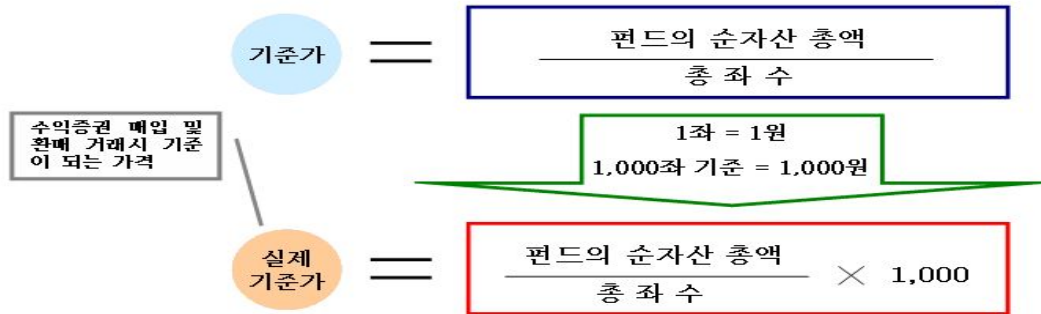 기준가
펀드의 순자산 총액
총 좌 수
수익증권 매입 및
환매 거래시 기준
이 되는 가격
1좌 = 1원
1,000좌 기준 = 1,000원
실제
기준가
펀드의 순자산 총액
총 좌 수
× 1,000